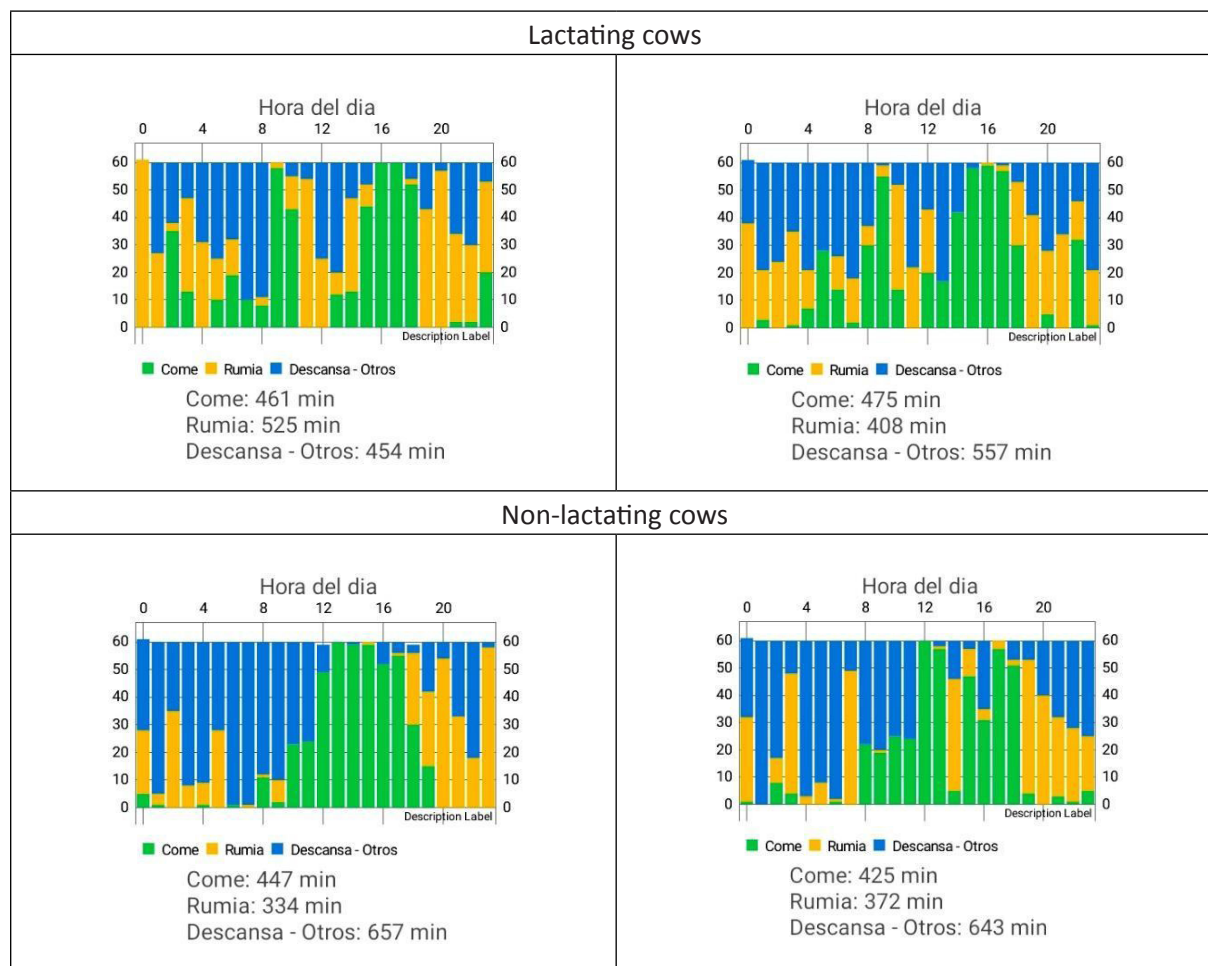 Lactating cows
Hora del dia
0 4 8 12 16 20
60 60
50 50
40 40
30 30
20 20
10 10
0 0
Description Label
Come Rumia Descansa - Otros
Come: 461 min
Rumia: 525 min
Descansa - Otros: 454 min
Hora del dia
0 4 8 12 16 20
60 60
50 50
40 40
30 30
20 20
10 10
0 0
Description Label
Come Rumia Descansa - Otros
Come: 475 min
Rumia: 408 min
Descansa - Otros: 557 min
Non-lactating cows
Hora del dia
0 4 8 12 16 20
60 60
50 50
40 40
30 30
20 20
10 10
0 0
Description Label
Come Rumia Descansa - Otros
Come: 447 min
Rumia: 334 min
Descansa - Otros: 657 min
Hora del dia
0 4 8 12 16 20
60 60
50 50
40 40
30 30
20 20
10 10
0 0
Description Label
Come Rumia Descansa - Otros
Come: 425 min
Rumia: 372 min
Descansa - Otros: 643 min